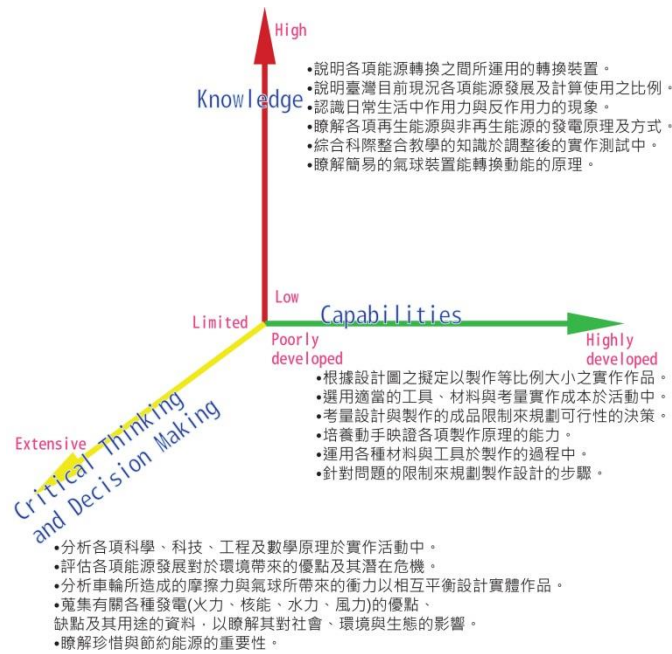 High
Knowledge
•說明各項能源轉換之間所運用的轉換裝置。
•說明臺灣目前現況各項能源發展及計算使用之比例。
•認識日常生活中作用力與反作用力的現象。
•瞭解各項再生能源與非再生能源的發電原理及方式。
•綜合科際整合教學的知識於調整後的實作測試中。
•瞭解簡易的氣球裝置能轉換動能的原理。
Low
Limited
Capabilities
Poorly
developed
Highly
developed
•根據設計圖之擬定以製作等比例大小之實作作品。
•選用適當的工具、材料與考量實作成本於活動中。
•考量設計與製作的成品限制來規劃可行性的決策。
•培養動手映證各項製作原理的能力。
•運用各種材料與工具於製作的過程中。
•針對問題的限制來規劃製作設計的步驟。
Extensive
Critical Thinking
and Decision Making
•分析各項科學、科技、工程及數學原理於實作活動中。
•評估各項能源發展對於環境帶來的優點及其潛在危機。
•分析車輪所造成的摩擦力與氣球所帶來的衝力以相互平衡設計實體作品。
•蒐集有關各種發電(火力、核能、水力、風力)的優點、
缺點及其用途的資料，以瞭解其對社會、環境與生態的影響。
•瞭解珍惜與節約能源的重要性。